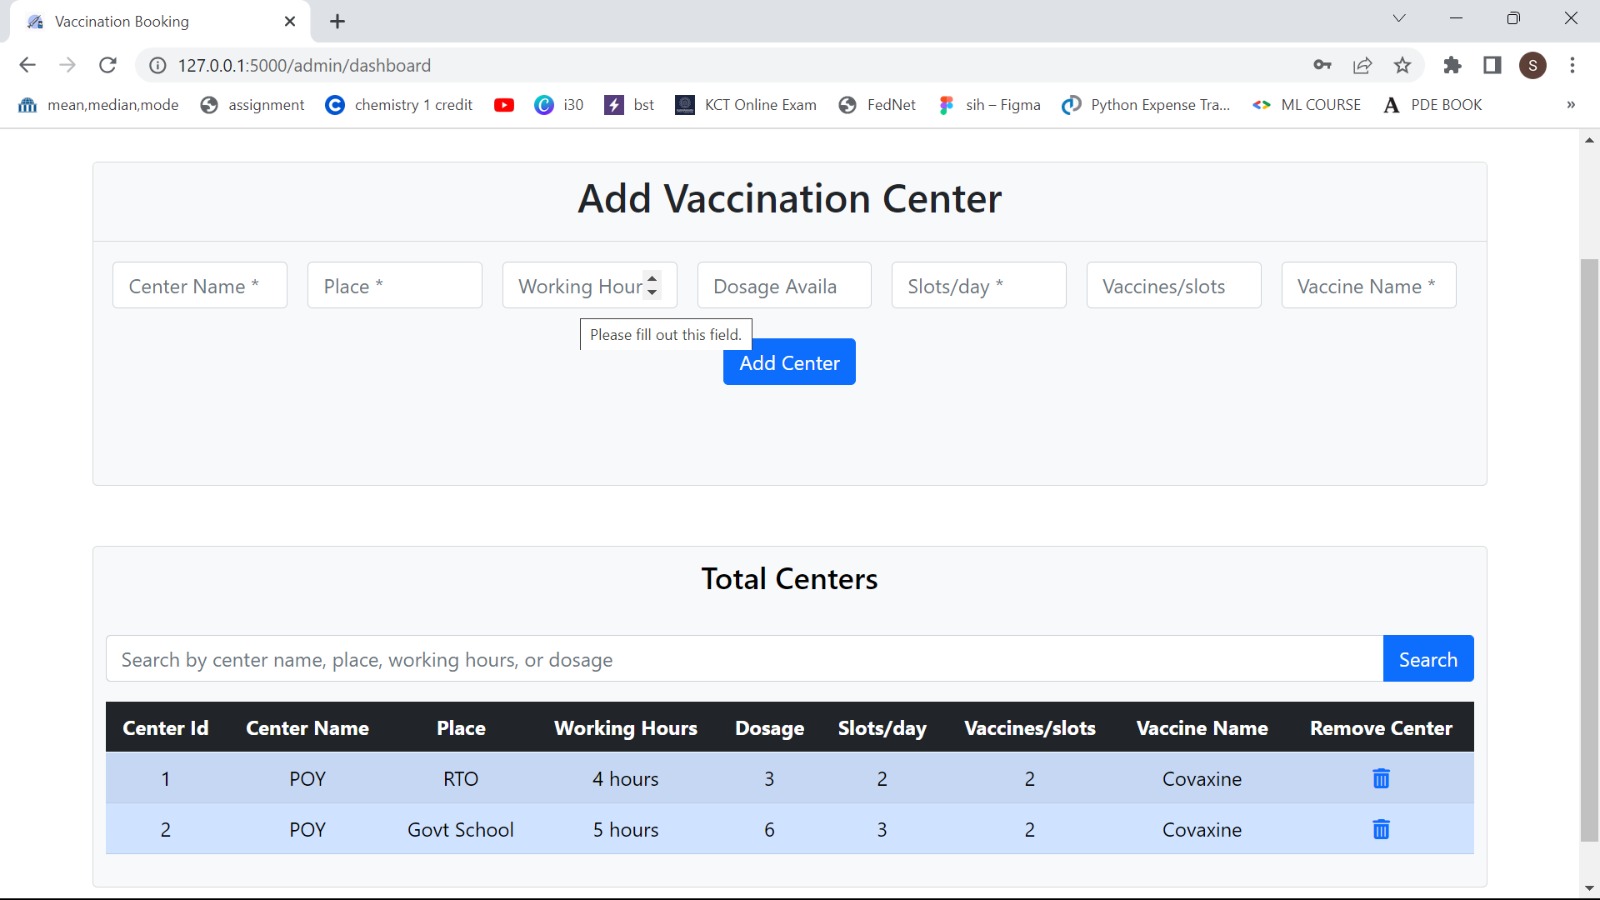 Vaccination Booking
127.0.0.1:5000/admin/dashboard
S
mean,median,mode assignment chemistry 1 credit i30 bst KCT Online Exam FedNet sih – Figma Python Expense Tra... ML COURSE PDE BOOK »
Add Vaccination Center
Center Name * Place * Working Hour Dosage Availa Slots/day * Vaccines/slots Vaccine Name *
Please fill out this field.
Add Center
Total Centers
Search by center name, place, working hours, or dosage Search
Center Id Center Name Place Working Hours Dosage Slots/day Vaccines/slots Vaccine Name Remove Center
1 POY RTO 4 hours 3 2 2 Covaxine
2 POY Govt School 5 hours 6 3 2 Covaxine